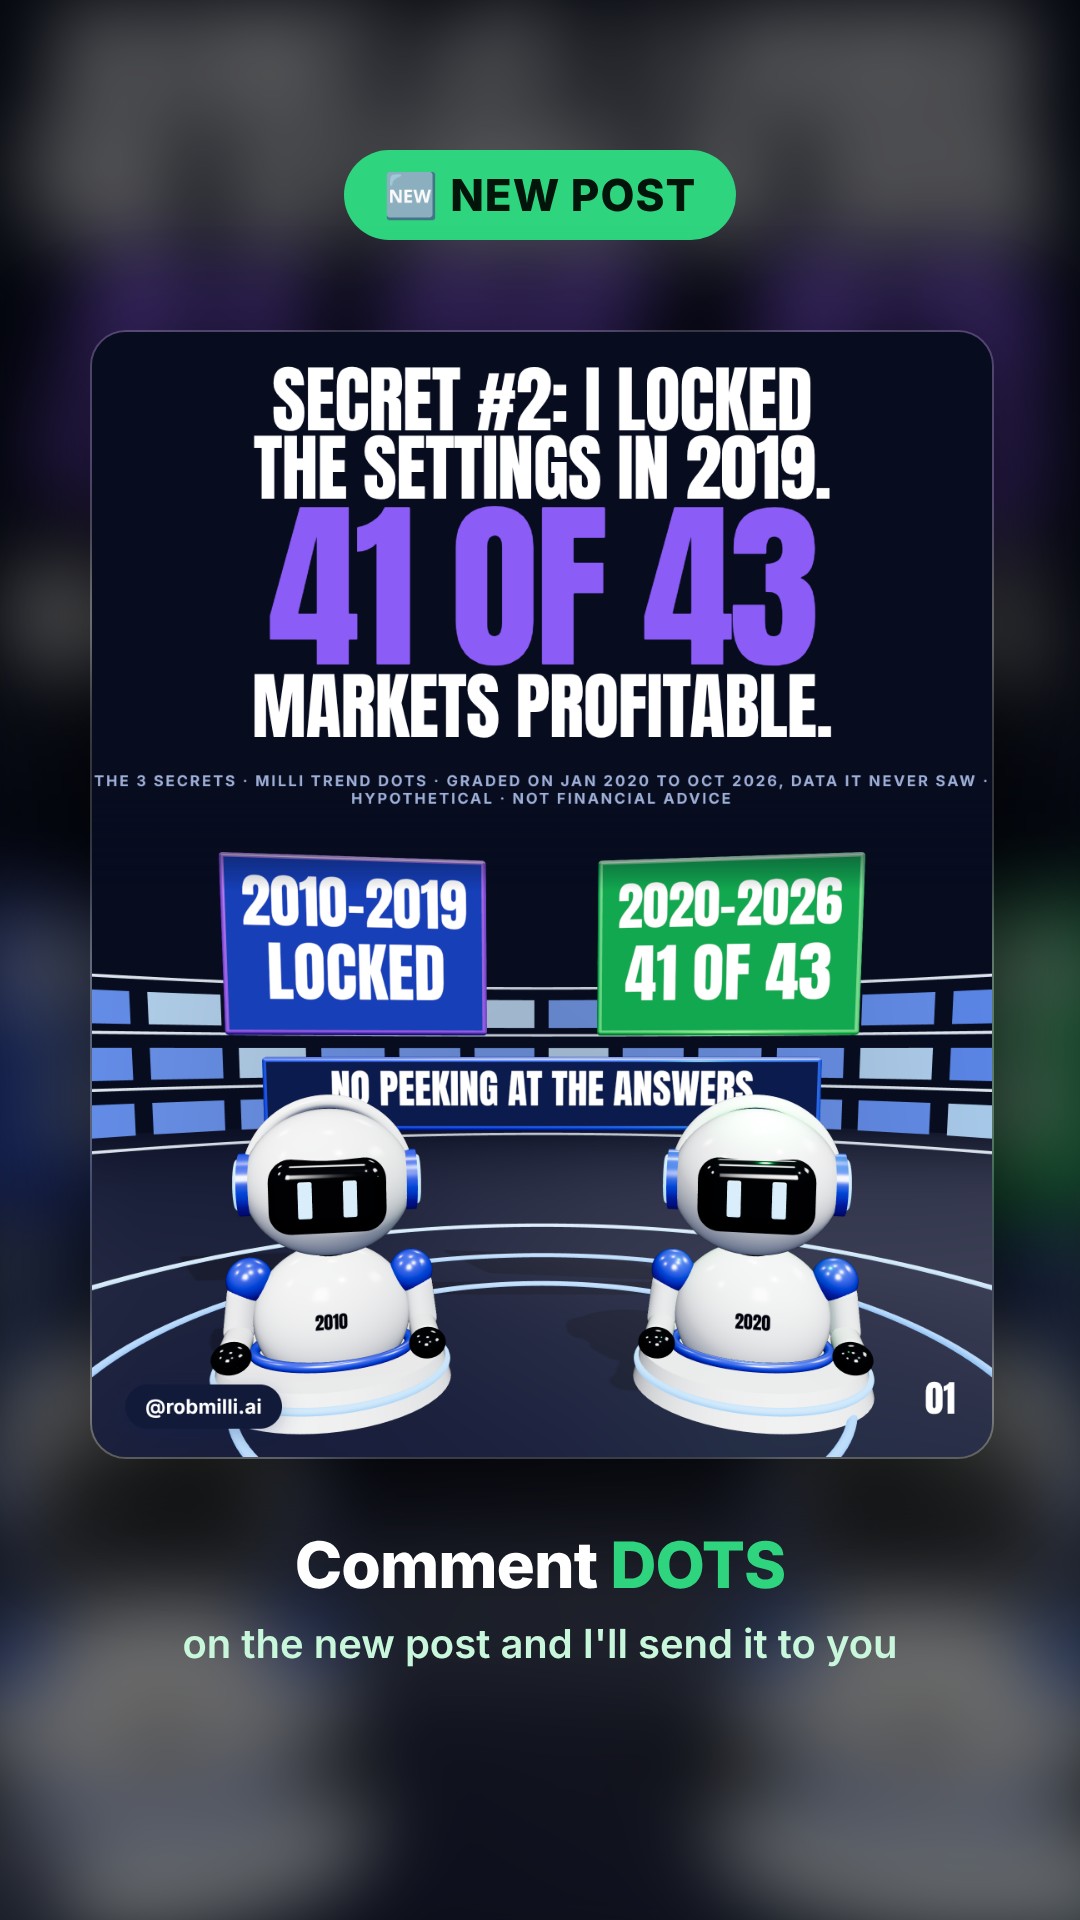 NEW NEW POST
SECRET #2: I LOCKED
THE SETTINGS IN 2019.
41 OF 43
MARKETS PROFITABLE.
THE 3 SECRETS · MILLI TREND DOTS · GRADED ON JAN 2020 TO OCT 2026, DATA IT NEVER SAW ·
HYPOTHETICAL · NOT FINANCIAL ADVICE
2010-2019
LOCKED
2020-2026
41 OF 43
NO PEEKING AT THE ANSWERS
2010
2020
@robmilli.ai
01
Comment DOTS
on the new post and I'll send it to you